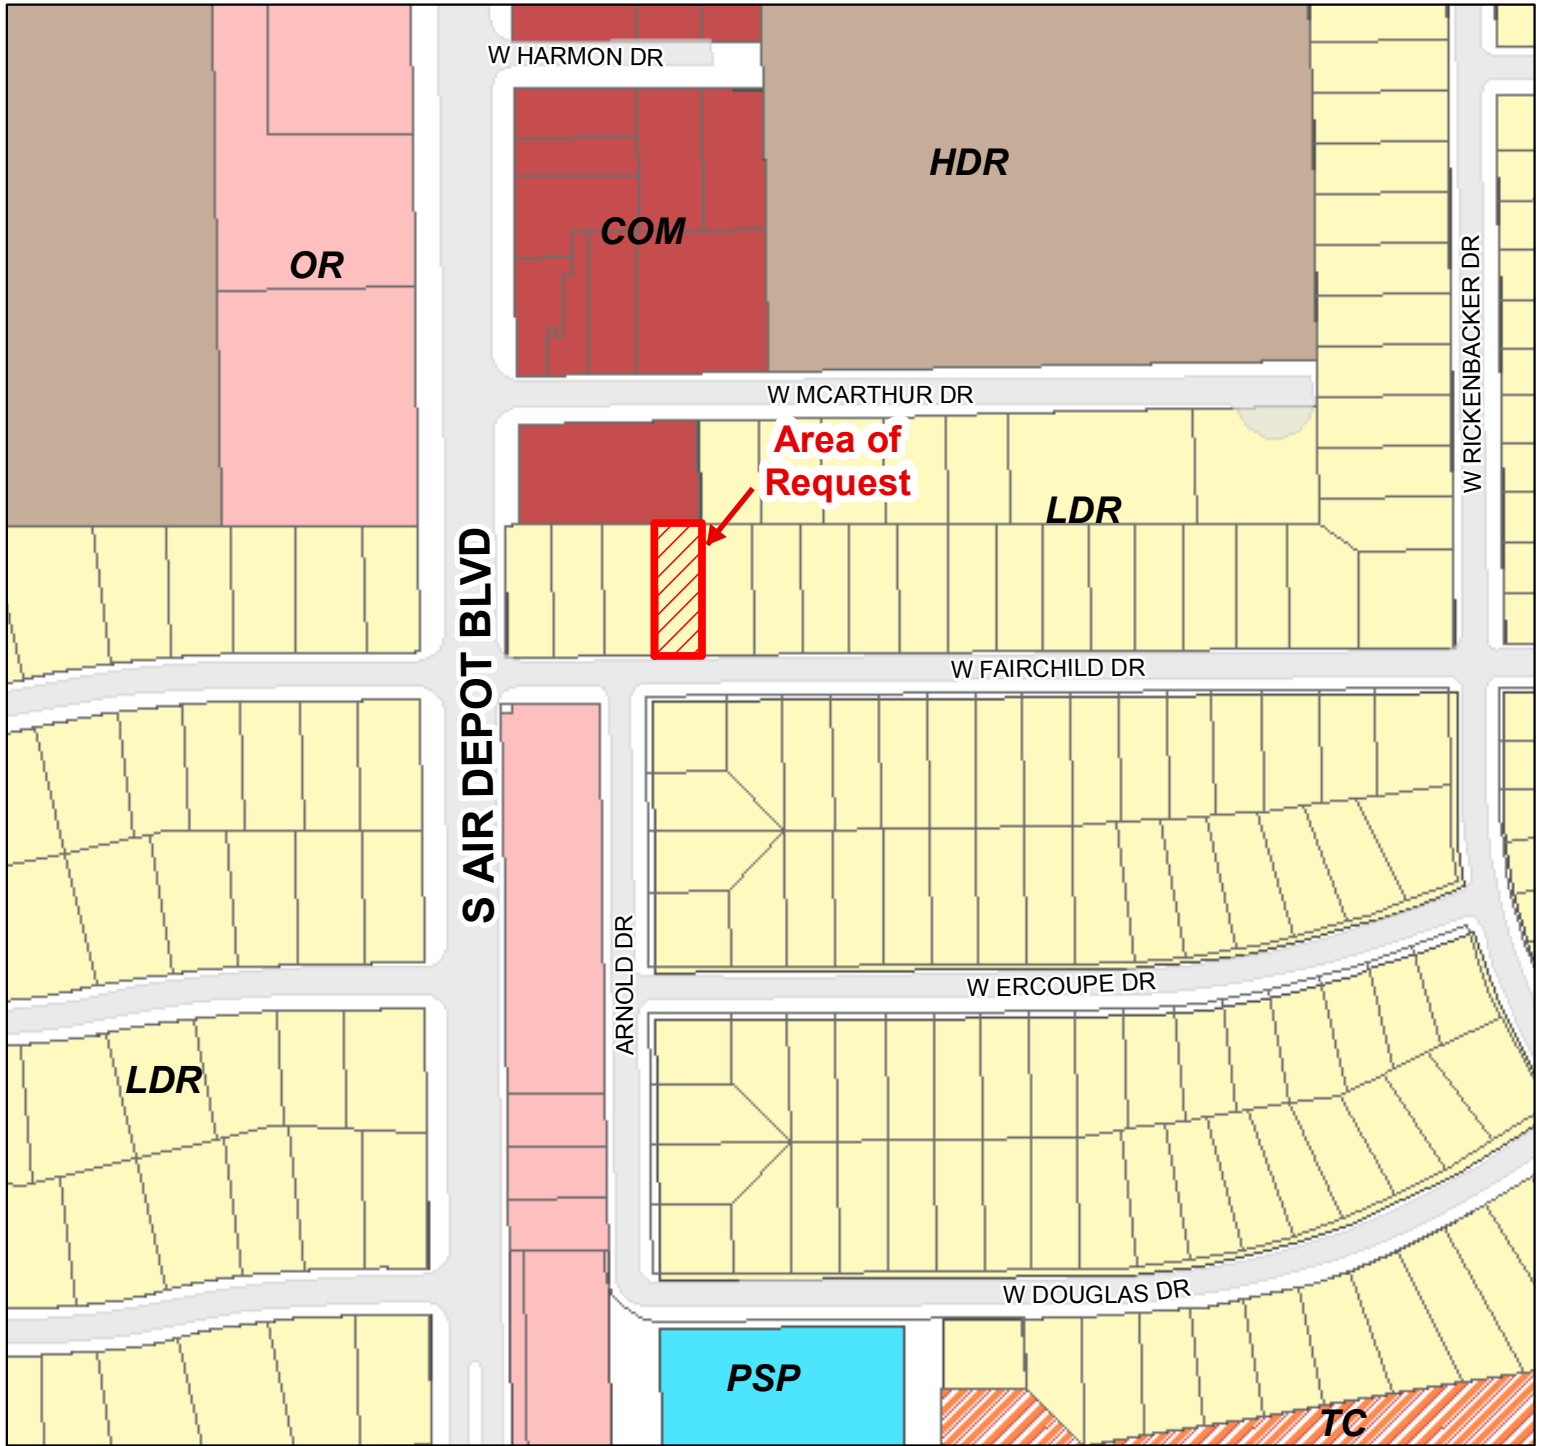 W HARMON DR
HDR
COM
OR
W RICKENBACKER DR
W MCARTHUR DR
Area of
Request
LDR
S AIR DEPOT BLVD
W FAIRCHILD DR
ARNOLD DR
W ERCOUPE DR
LDR
W DOUGLAS DR
PSP
TC